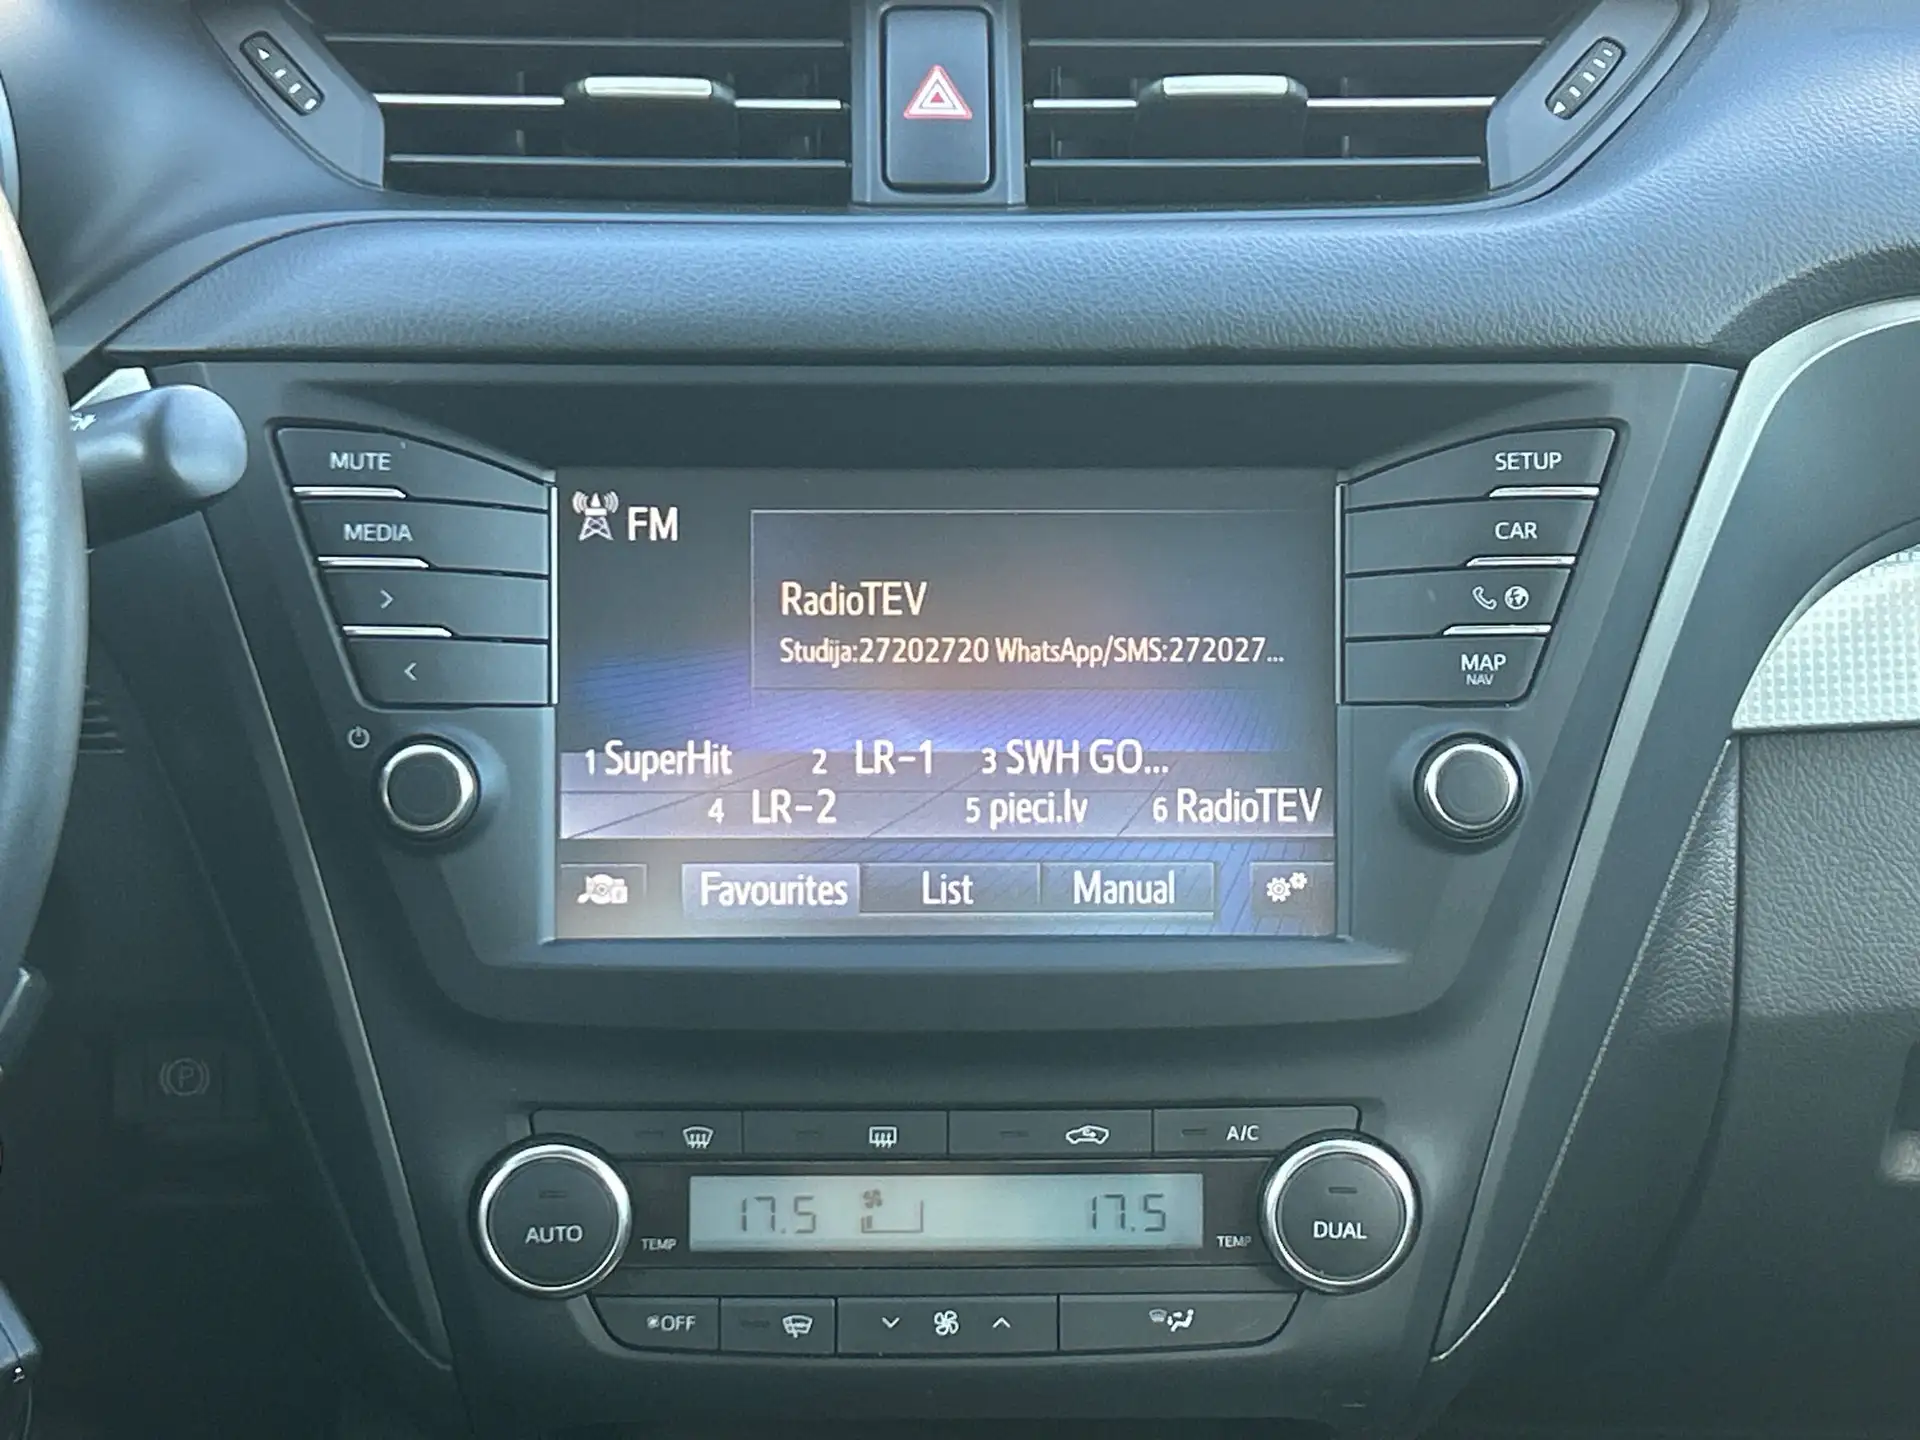 MUTE
SETUP
MEDIA
CAR
>
<
MAP
NAV
FM
RadioTEV
Studija:27202720 WhatsApp/SMS:272027...
1 SuperHit 2 LR-1 3 SWH GO...
4 LR-2 5 pieci.lv 6 RadioTEV
Favourites List Manual
P
A/C
AUTO
TEMP
17.5 17.5
TEMP
DUAL
OFF